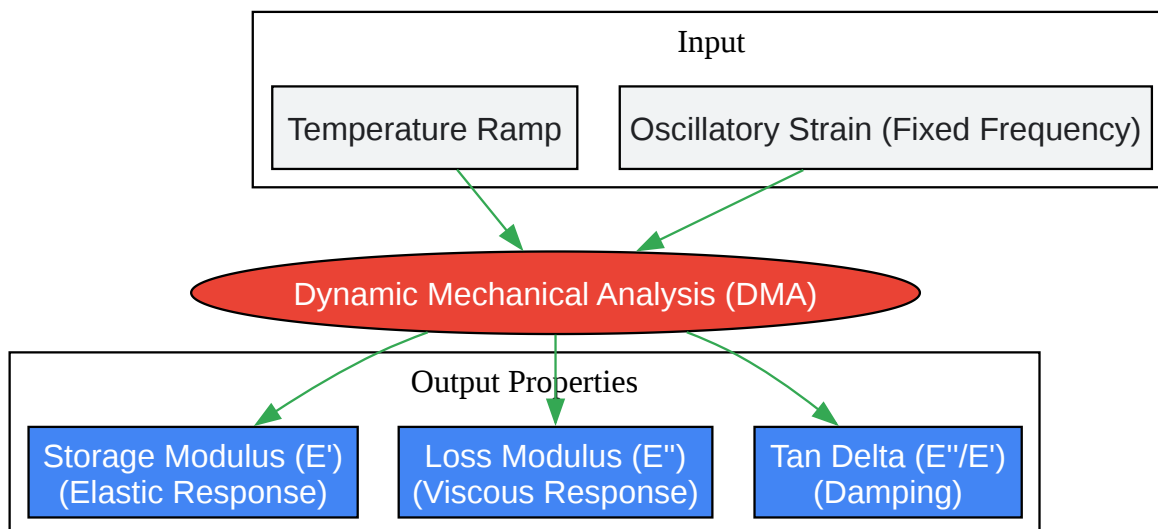 Input
Temperature Ramp
Oscillatory Strain (Fixed Frequency)
Dynamic Mechanical Analysis (DMA)
Output Properties
Storage Modulus (E')
(Elastic Response)
Loss Modulus (E'')
(Viscous Response)
Tan Delta (E''/E')
(Damping)